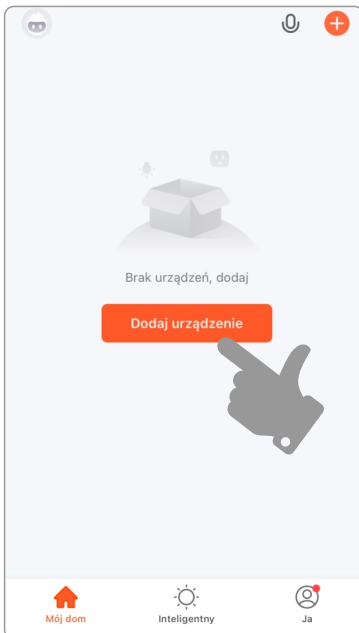 Brak urządzeń, dodaj
Dodaj urządzenie
Mój dom
Inteligentny
Ja